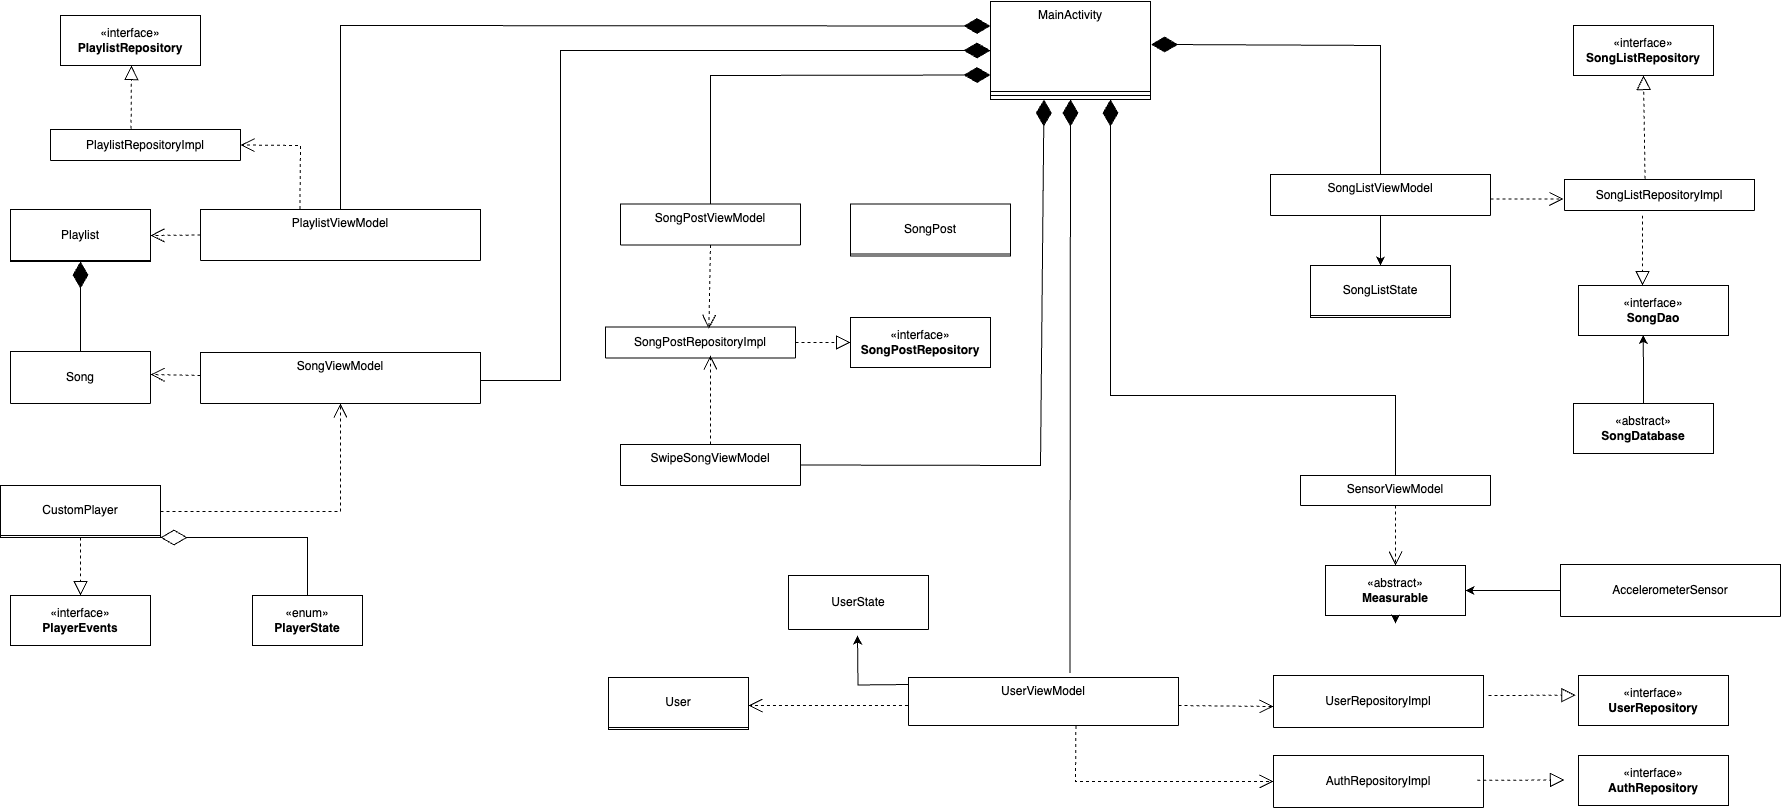 MainActivity
«interface»
PlaylistRepository
«interface»
SongListRepository
PlaylistRepositoryImpl
SongListViewModel
SongListRepositoryImpl
Playlist
PlaylistViewModel
SongPostViewModel
SongPost
SongListState
«interface»
SongDao
SongPostRepositoryImpl
«interface»
SongPostRepository
Song
SongViewModel
«abstract»
SongDatabase
SwipeSongViewModel
SensorViewModel
CustomPlayer
«abstract»
Measurable
AccelerometerSensor
«interface»
PlayerEvents
«enum»
PlayerState
UserState
User
UserViewModel
UserRepositoryImpl
«interface»
UserRepository
AuthRepositoryImpl
«interface»
AuthRepository